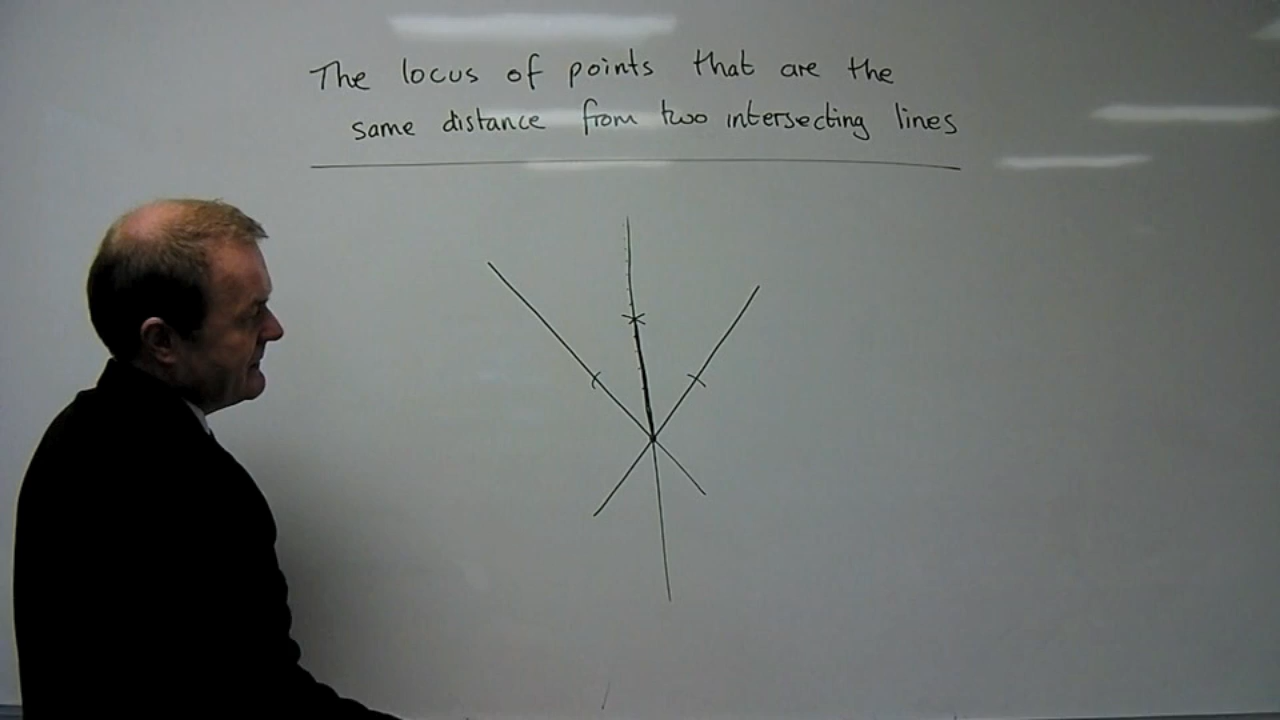 The locus of points that are the
same distance from two intersecting lines